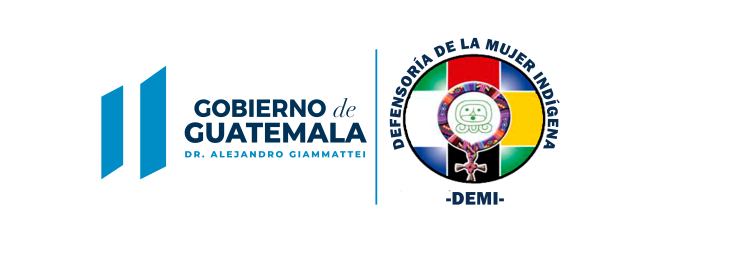 GOBIERNO de
GUATEMALA
DR. ALEJANDRO GIAMMATTEI
DEFENSORÍA DE LA MUJER INDÍGENA
-DEMI-